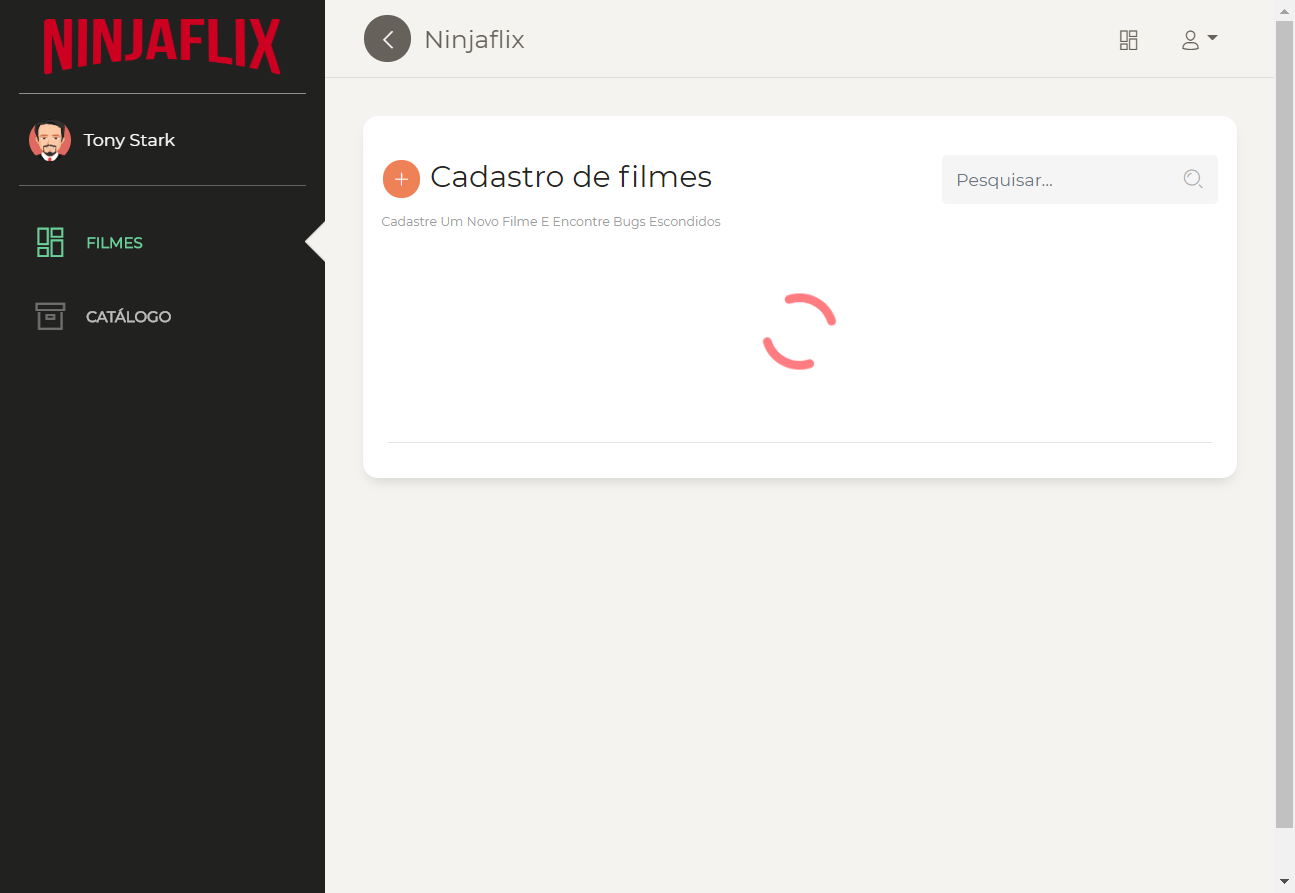 NINJAFLIX
Ninjaflix
Tony Stark
FILMES
CATÁLOGO
Cadastro de filmes
Pesquisar...
Cadastre Um Novo Filme E Encontre Bugs Escondidos